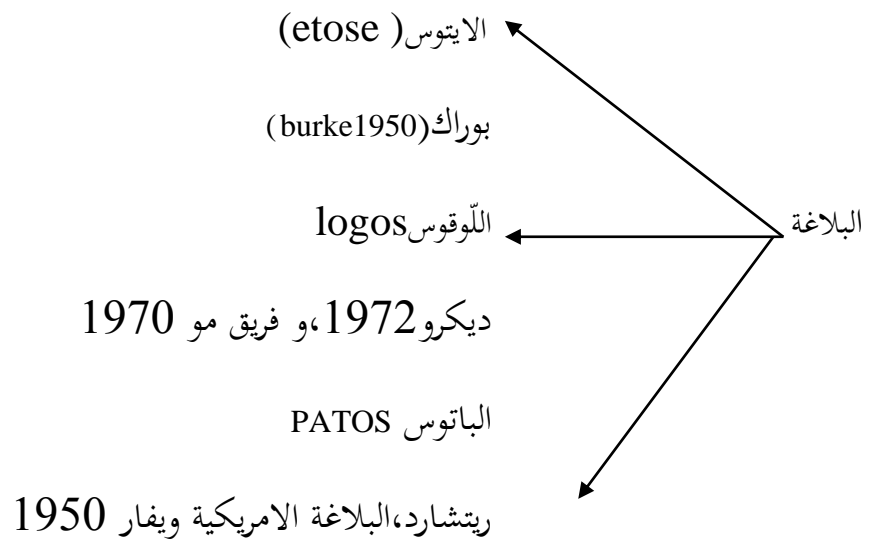 الايتوس( etose)
بوراك(burke1950)
البلاغة
اللّوقوسlogos
ديكرو1972،و فريق مو 1970
الباتوس PATOS
ريتشارد،البلاغة الامريكية ويفار 1950